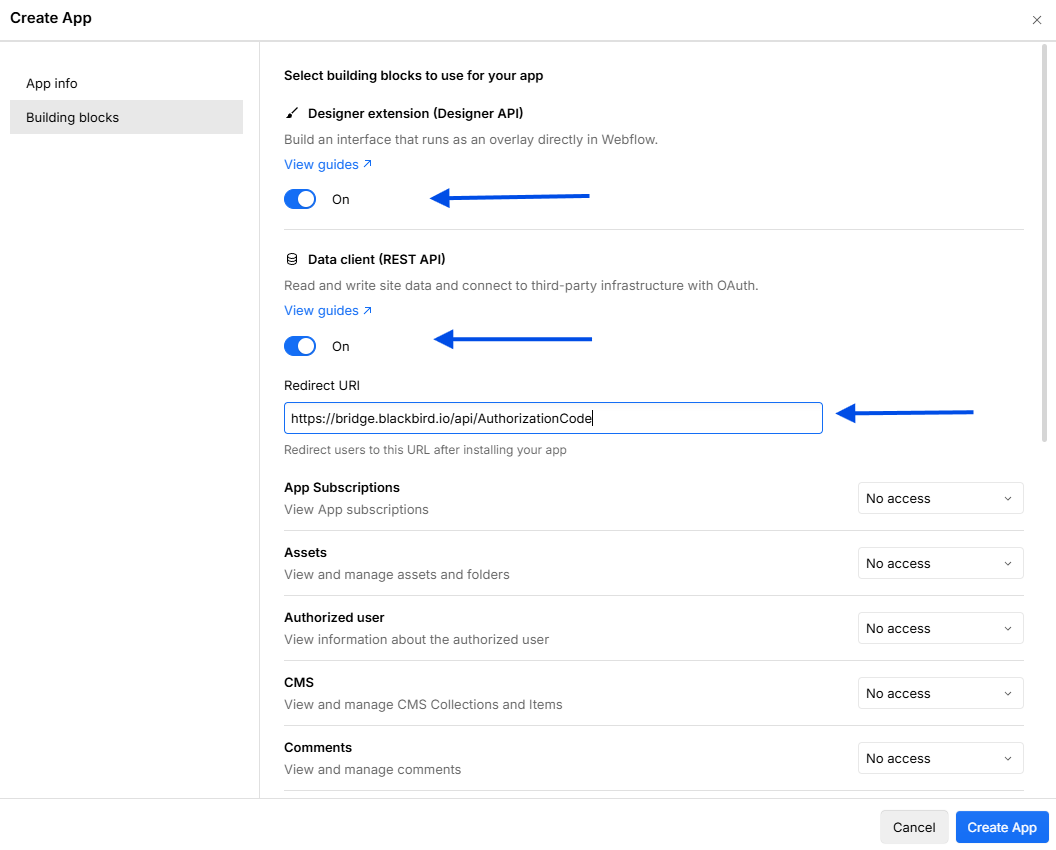 Create App
App info
Building blocks
Select building blocks to use for your app
Designer extension (Designer API)
Build an interface that runs as an overlay directly in Webflow.
View guides
On
Data client (REST API)
Read and write site data and connect to third-party infrastructure with OAuth.
View guides
On
Redirect URI
https://bridge.blackbird.io/api/AuthorizationCode
Redirect users to this URL after installing your app
App Subscriptions
View App subscriptions
No access
Assets
View and manage assets and folders
No access
Authorized user
View information about the authorized user
No access
CMS
View and manage CMS Collections and Items
No access
Comments
View and manage comments
No access
Cancel
Create App